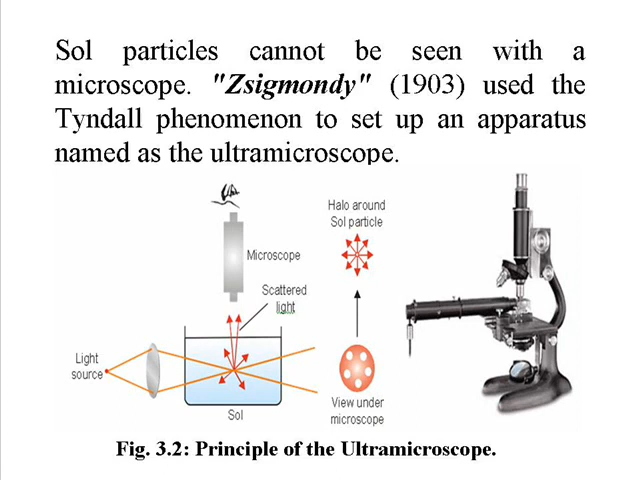 Sol particles cannot be seen with a
microscope. "Zsigmondy" (1903) used the
Tyndall phenomenon to set up an apparatus
named as the ultramicroscope.
Halo around
Sol particle
Microscope
Scattered
light
Light
source
Sol
View under
microscope
Fig. 3.2: Principle of the Ultramicroscope.